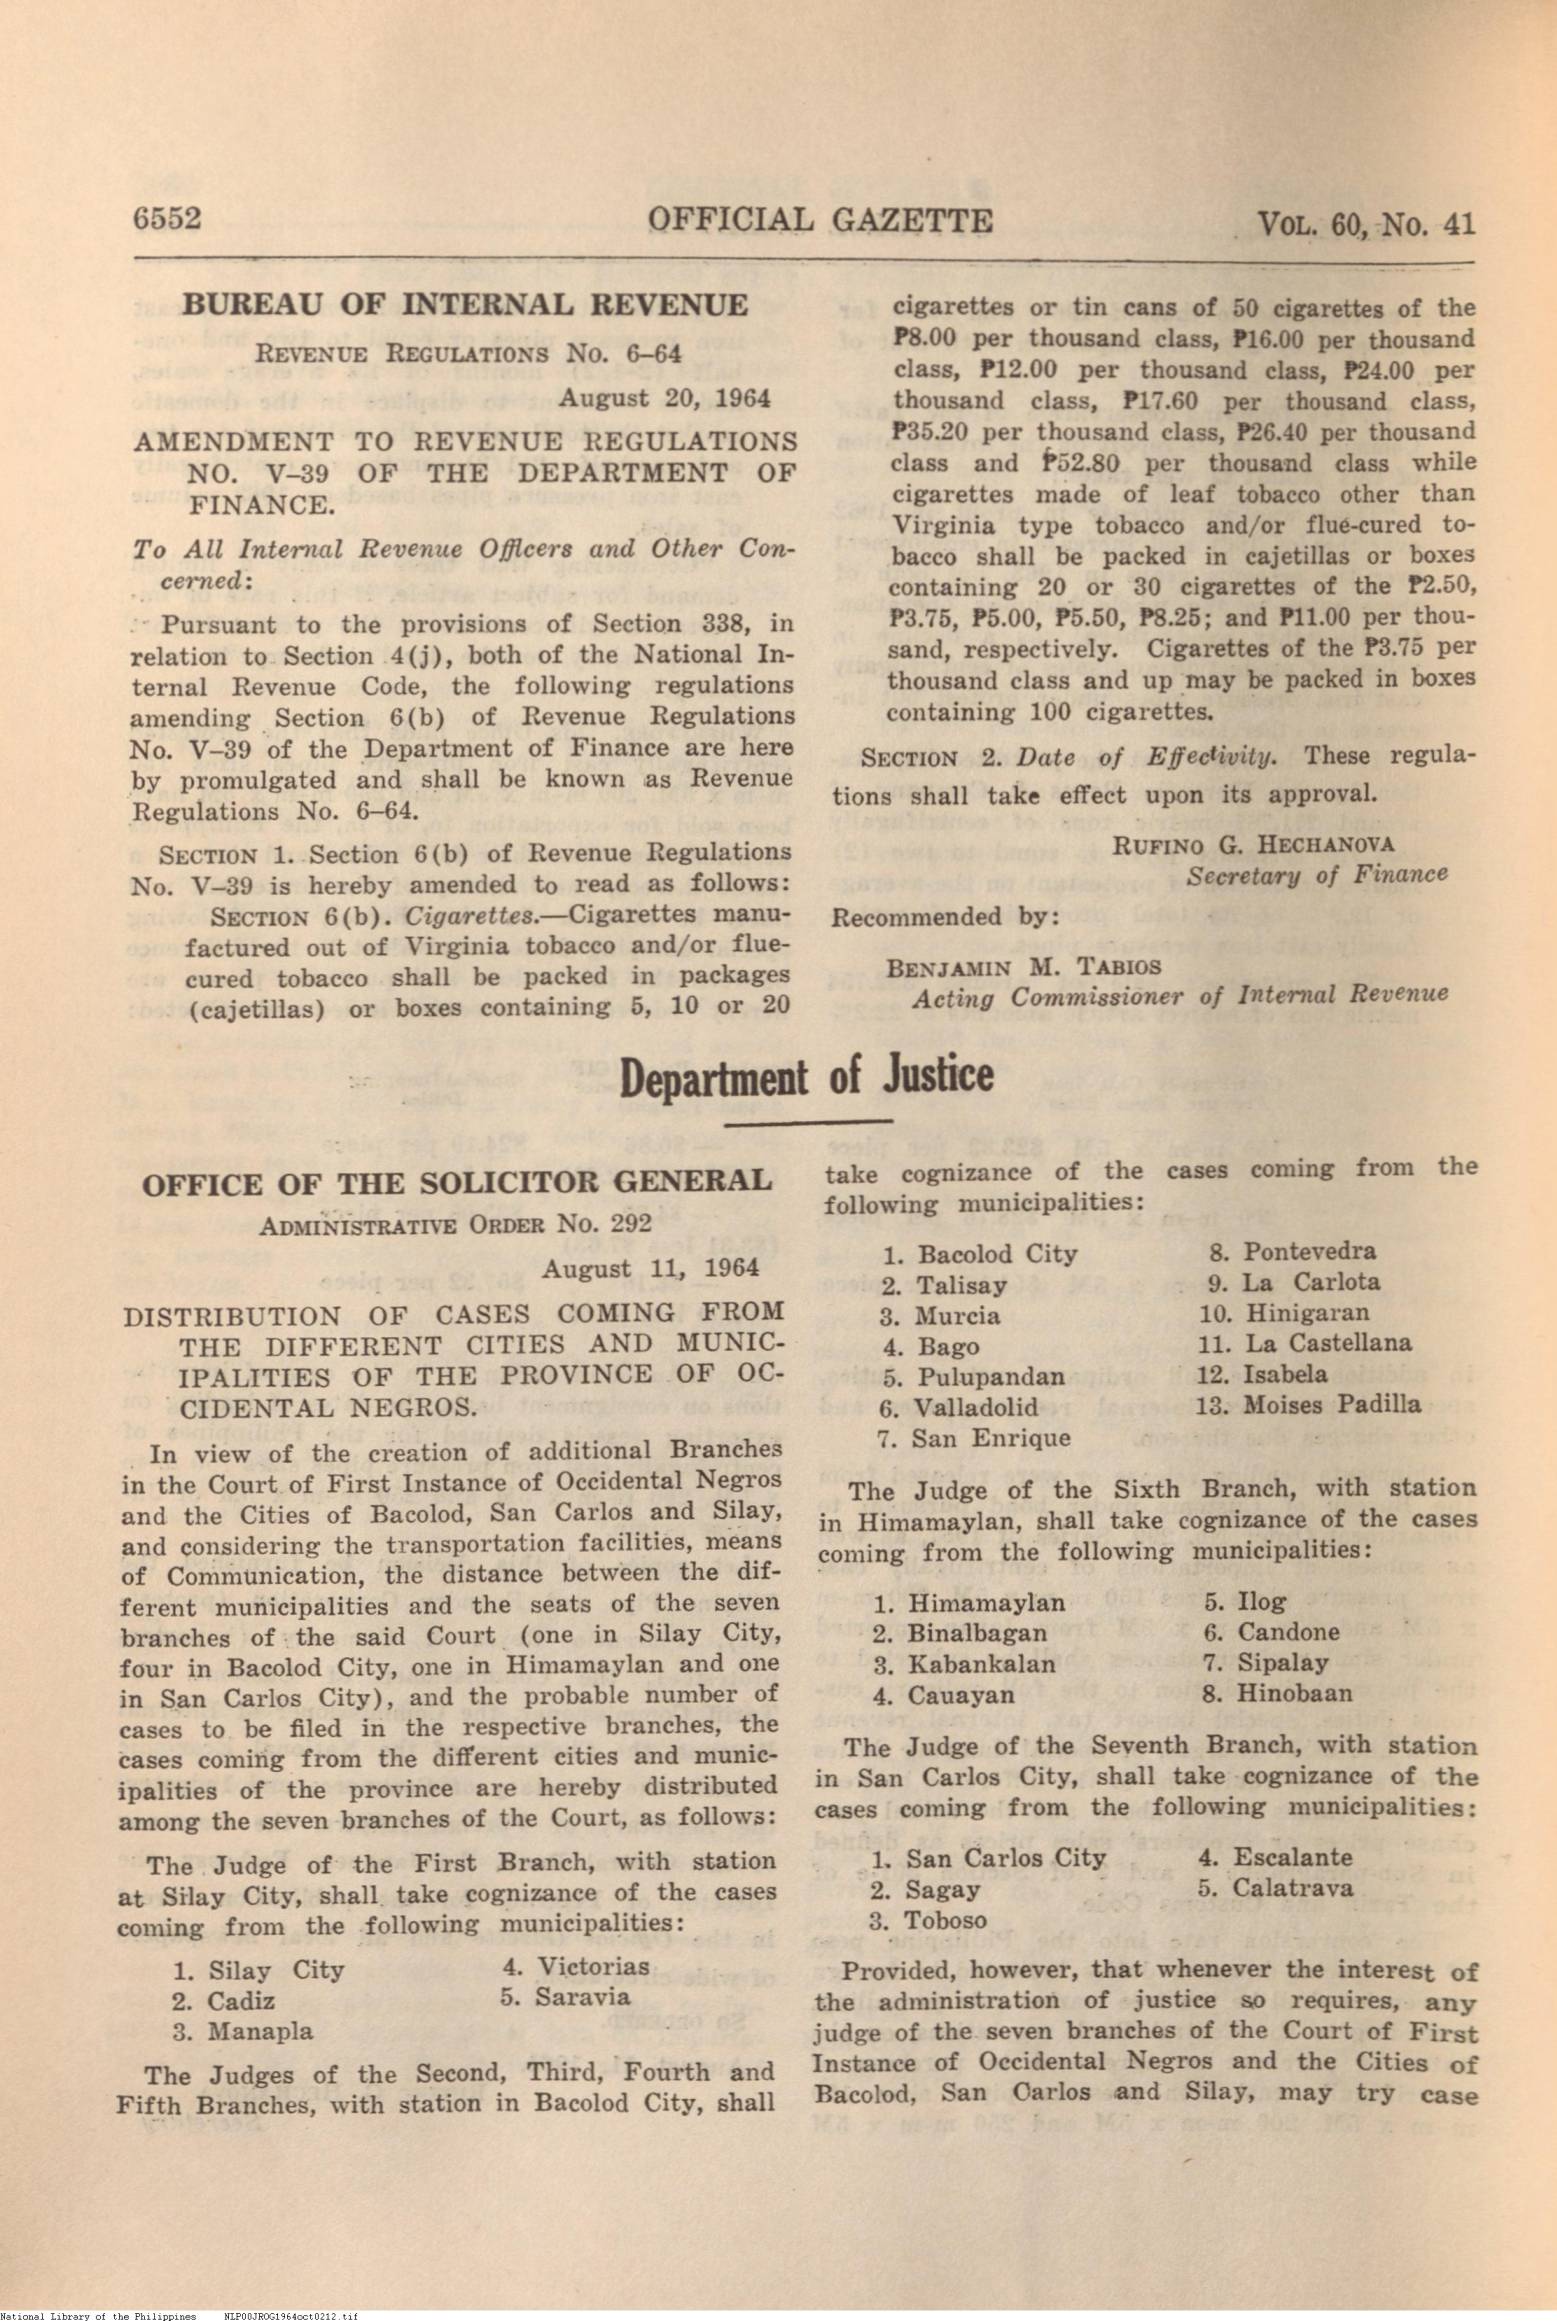 6552 OFFICIAL GAZETTE VOL. 60, NO. 41
BUREAU OF INTERNAL REVENUE
REVENUE REGULATIONS NO. 6–64
August 20, 1964
AMENDMENT TO REVENUE REGULATIONS
NO. V–39 OF THE DEPARTMENT OF
FINANCE.
To All Internal Revenue Officers and Other Con-
cerned:
Pursuant to the provisions of Section 338, in
relation to Section 4(j), both of the National In-
ternal Revenue Code, the following regulations
amending Section 6(b) of Revenue Regulations
No. V–39 of the Department of Finance are here
by promulgated and shall be known as Revenue
Regulations No. 6–64.
SECTION 1. Section 6(b) of Revenue Regulations
No. V–39 is hereby amended to read as follows:
SECTION 6(b). Cigarettes.—Cigarettes manu-
factured out of Virginia tobacco and/or flue-
cured tobacco shall be packed in packages
(cajetillas) or boxes containing 5, 10 or 20
cigarettes or tin cans of 50 cigarettes of the
₱8.00 per thousand class, ₱16.00 per thousand
class, ₱12.00 per thousand class, ₱24.00 per
thousand class, ₱17.60 per thousand class,
₱35.20 per thousand class, ₱26.40 per thousand
class and ₱52.80 per thousand class while
cigarettes made of leaf tobacco other than
Virginia type tobacco and/or flue-cured to-
bacco shall be packed in cajetillas or boxes
containing 20 or 30 cigarettes of the ₱2.50,
₱3.75, ₱5.00, ₱5.50, ₱8.25; and ₱11.00 per thou-
sand, respectively. Cigarettes of the ₱3.75 per
thousand class and up may be packed in boxes
containing 100 cigarettes.
SECTION 2. Date of Effectivity. These regula-
tions shall take effect upon its approval.
RUFINO G. HECHANOVA
Secretary of Finance
Recommended by:
BENJAMIN M. TABIOS
Acting Commissioner of Internal Revenue
Department of Justice
OFFICE OF THE SOLICITOR GENERAL
ADMINISTRATIVE ORDER NO. 292
August 11, 1964
DISTRIBUTION OF CASES COMING FROM
THE DIFFERENT CITIES AND MUNIC-
IPALITIES OF THE PROVINCE OF OC-
CIDENTAL NEGROS.
In view of the creation of additional Branches
in the Court of First Instance of Occidental Negros
and the Cities of Bacolod, San Carlos and Silay,
and considering the transportation facilities, means
of Communication, the distance between the dif-
ferent municipalities and the seats of the seven
branches of the said Court (one in Silay City,
four in Bacolod City, one in Himamaylan and one
in San Carlos City), and the probable number of
cases to be filed in the respective branches, the
cases coming from the different cities and munic-
ipalities of the province are hereby distributed
among the seven branches of the Court, as follows:
The Judge of the First Branch, with station
at Silay City, shall take cognizance of the cases
coming from the following municipalities:
1. Silay City
2. Cadiz
3. Manapla
4. Victorias
5. Saravia
The Judges of the Second, Third, Fourth and
Fifth Branches, with station in Bacolod City, shall
take cognizance of the cases coming from the
following municipalities:
1. Bacolod City
2. Talisay
3. Murcia
4. Bago
5. Pulupandan
6. Valladolid
7. San Enrique
8. Pontevedra
9. La Carlota
10. Hinigaran
11. La Castellana
12. Isabela
13. Moises Padilla
The Judge of the Sixth Branch, with station
in Himamaylan, shall take cognizance of the cases
coming from the following municipalities:
1. Himamaylan
2. Binalbagan
3. Kabankalan
4. Cauayan
5. Ilog
6. Candone
7. Sipalay
8. Hinobaan
The Judge of the Seventh Branch, with station
in San Carlos City, shall take cognizance of the
cases coming from the following municipalities:
1. San Carlos City
2. Sagay
3. Toboso
4. Escalante
5. Calatrava
Provided, however, that whenever the interest of
the administration of justice so requires, any
judge of the seven branches of the Court of First
Instance of Occidental Negros and the Cities of
Bacolod, San Carlos and Silay, may try case
National Library of the Philippines NLP00JROG1964oct0212.tif